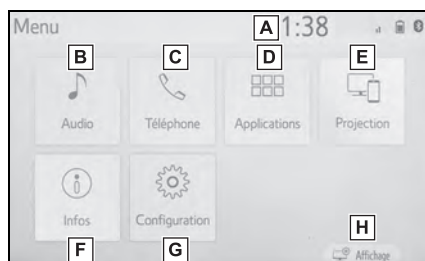 Menu A 1:38
B C D E
Audio Téléphone Applications Projection
Infos Configuration H
F G Affichage